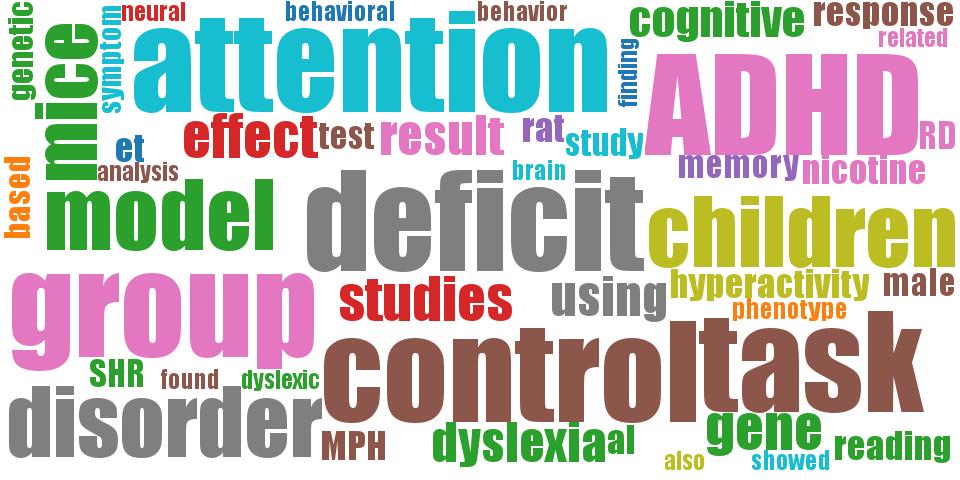 genetic
mice
symptom
neural
behavioral
behavior
attention
finding
cognitive
response
related
ADHD
RD
et
analysis
effect
test
result
rat
study
brain
memory
nicotine
based
model
deficit
children
group
studies
using
hyperactivity
male
phenotype
control
task
SHR
found
dyslexic
disorder
MPH
dyslexia
al
gene
also
showed
reading